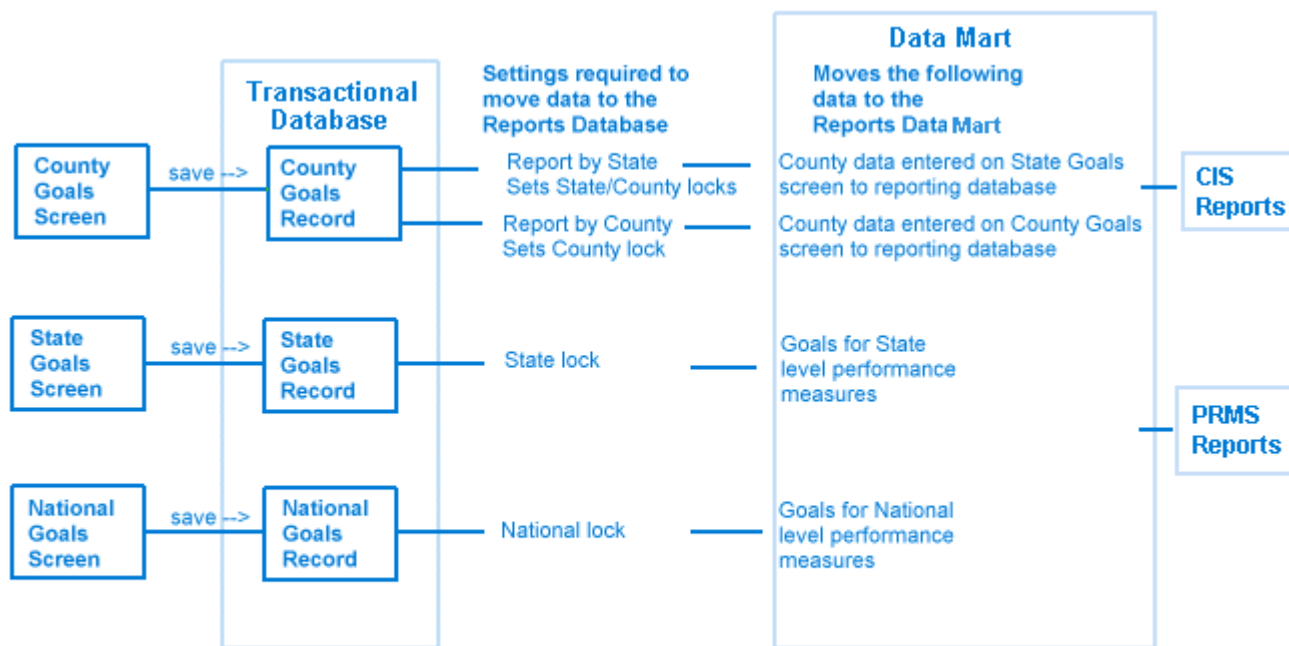 Data Mart
Transactional
Database
Settings required to
move data to the
Reports Database
Moves the following
data to the
Reports Data Mart
County
Goals
Screen
save -->
County
Goals
Record
Report by State
Sets State/County locks
County data entered on State Goals
screen to reporting database
Report by County
Sets County lock
County data entered on County Goals
screen to reporting database
CIS
Reports
State
Goals
Screen
save -->
State
Goals
Record
State lock
Goals for State
level performance
measures
PRMS
Reports
National
Goals
Screen
save -->
National
Goals
Record
National lock
Goals for National
level performance
measures